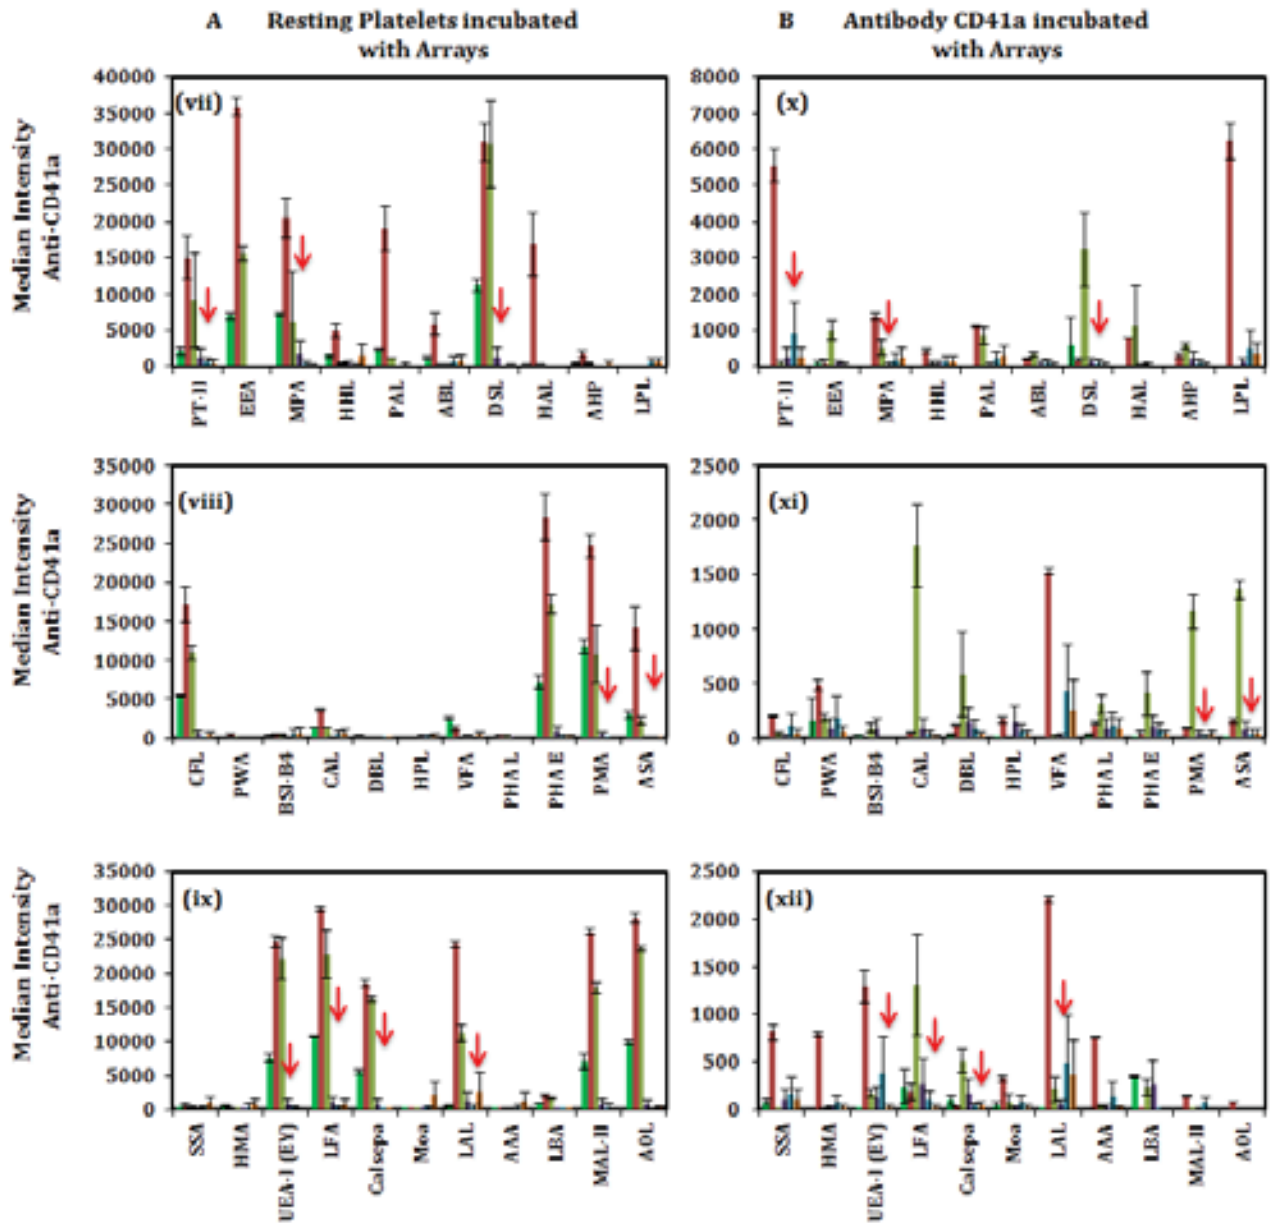 A Resting Platelets incubated with Arrays
B Antibody CD41a incubated with Arrays
Median Intensity
Anti-CD41a
(vii)
40000
35000
30000
25000
20000
15000
10000
5000
0
PT-II
EEA
MPA
HHL
PAL
ABL
DSL
HAL
AHP
LPL
(x)
8000
7000
6000
5000
4000
3000
2000
1000
0
PT-II
EEA
MPA
HHL
PAL
ABL
DSL
HAL
AHP
LPL
Median Intensity
Anti-CD41a
(viii)
35000
30000
25000
20000
15000
10000
5000
0
CFL
PWA
BSI-B4
CAL
DBL
HPL
VFA
PHA L
PHA E
PMA
ASA
(xi)
2500
2000
1500
1000
500
0
CFL
PWA
BSI-B4
CAL
DBL
HPL
VFA
PHA L
PHA E
PMA
ASA
Median Intensity
Anti-CD41a
(ix)
35000
30000
25000
20000
15000
10000
5000
0
SSA
HMA
UEA-I (EY)
LFA
Calsepa
Moa
LAL
AAA
LBA
MAL-II
AOL
(xii)
2500
2000
1500
1000
500
0
SSA
HMA
UEA-I (EY)
LFA
Calsepa
Moa
LAL
AAA
LBA
MAL-II
AOL